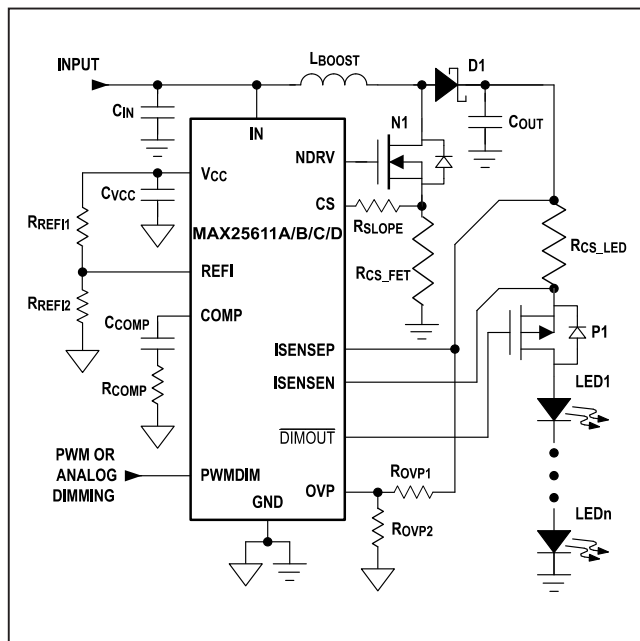 INPUT
LBOOST
D1
CIN
IN
N1
COUT
NDRV
VCC
CVCC
CS
RSLOPE
RREFI1
MAX25611A/B/C/D
RCS_FET
RCS_LED
REFI
RREFI2
COMP
CCOMP
ISENSEP
P1
RCOMP
ISENSEN
LED1
DIMOUT
PWM OR
ANALOG
DIMMING
PWMDIM
OVP
ROVP1
GND
ROVP2
LEDn